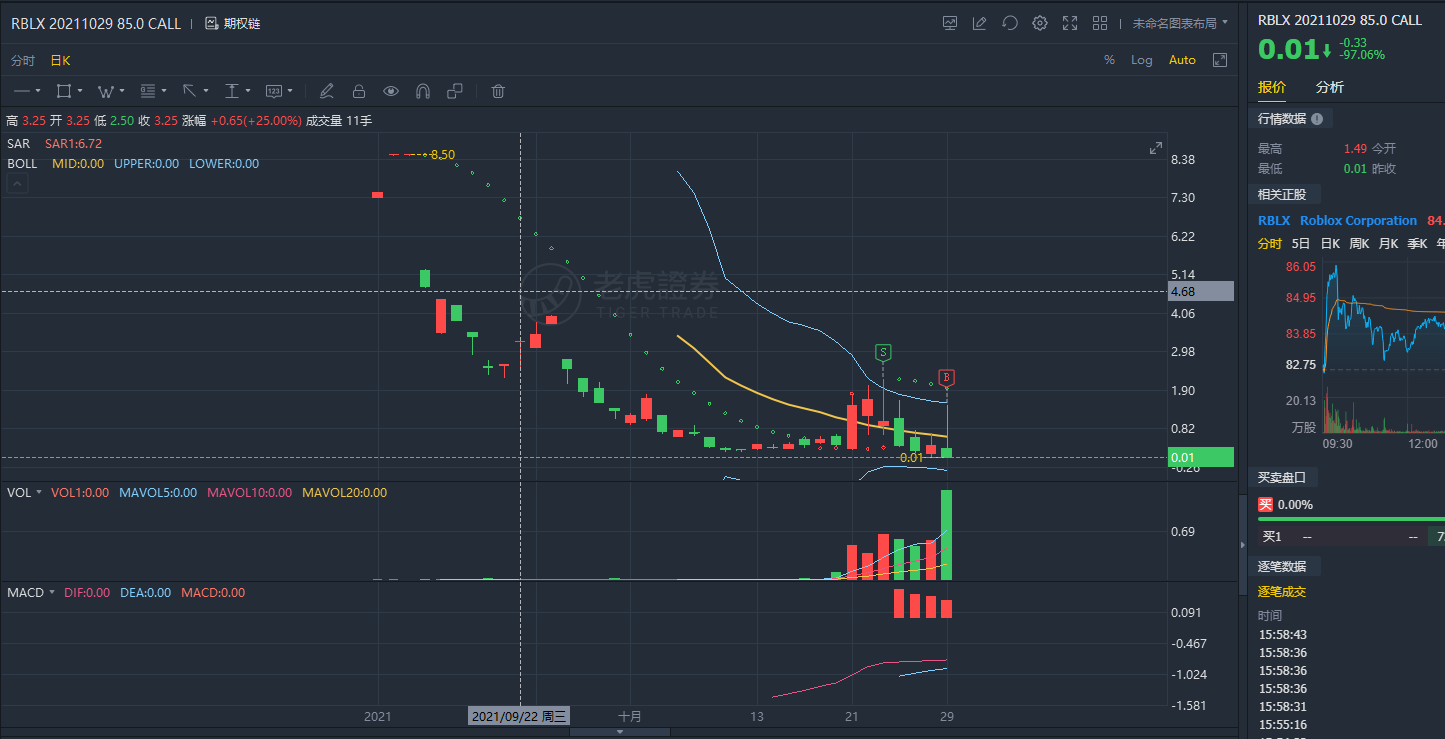 RBLX 20211029 85.0 CALL 期权链 未命名图表布局
分时 日K % Log Auto
123
高 3.25 开 3.25 低 2.50 收 3.25 涨幅 +0.65(+25.00%) 成交量 11手
SAR SAR1:6.72
BOLL MID:0.00 UPPER:0.00 LOWER:0.00
8.50
8.38
7.30
6.22
5.14
4.68
4.06
2.98
1.90
0.82
0.01
-0.26
老虎證券
TIGER TRADE
S
B
0.01
VOL VOL1:0.00 MAVOL5:0.00 MAVOL10:0.00 MAVOL20:0.00
0.69
MACD DIF:0.00 DEA:0.00 MACD:0.00
0.091
-0.467
-1.024
-1.581
2021 2021/09/22 周三 十月 13 21 29
RBLX 20211029 85.0 CALL
0.01 -0.33
-97.06%
报价 分析
行情数据
最高 1.49 今开
最低 0.01 昨收
相关正股
RBLX Roblox Corporation 84.
分时 5日 日K 周K 月K 季K
86.05
84.95
83.85
82.75
20.13
万股
09:30 12:00
买卖盘口
买 0.00%
买1 -- --
逐笔数据
逐笔成交
时间
15:58:43
15:58:36
15:58:36
15:58:36
15:58:31
15:55:16